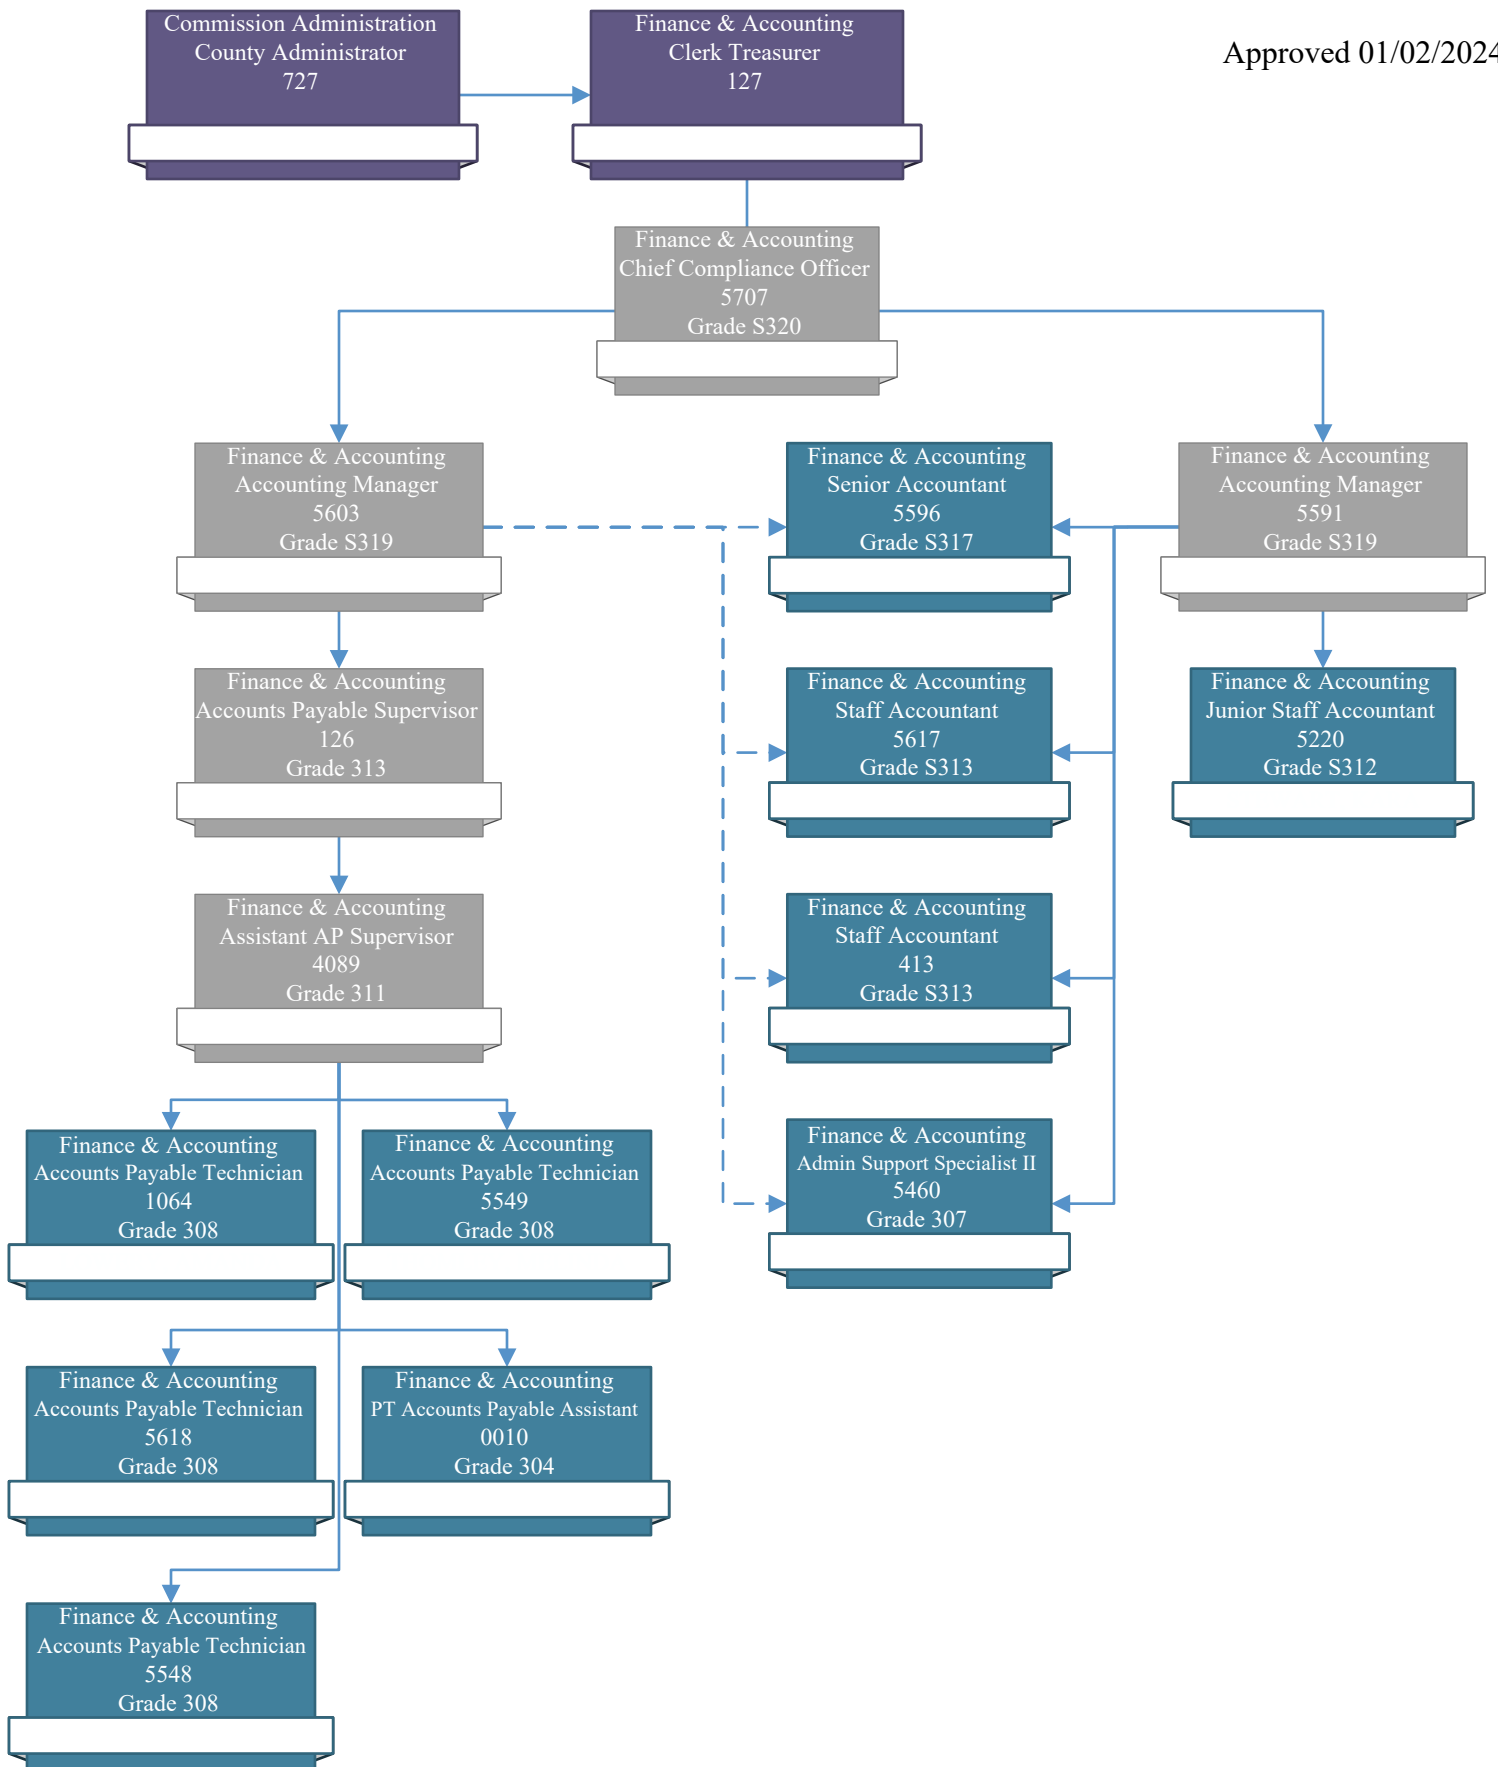 Commission Administration
County Administrator
727
Finance & Accounting
Clerk Treasurer
127
Approved 01/02/2024
Finance & Accounting
Chief Compliance Officer
5707
Grade S320
Finance & Accounting
Accounting Manager
5603
Grade S319
Finance & Accounting
Senior Accountant
5596
Grade S317
Finance & Accounting
Accounting Manager
5591
Grade S319
Finance & Accounting
Accounts Payable Supervisor
126
Grade 313
Finance & Accounting
Staff Accountant
5617
Grade S313
Finance & Accounting
Junior Staff Accountant
5220
Grade S312
Finance & Accounting
Assistant AP Supervisor
4089
Grade 311
Finance & Accounting
Staff Accountant
413
Grade S313
Finance & Accounting
Accounts Payable Technician
1064
Grade 308
Finance & Accounting
Accounts Payable Technician
5549
Grade 308
Finance & Accounting
Admin Support Specialist II
5460
Grade 307
Finance & Accounting
Accounts Payable Technician
5618
Grade 308
Finance & Accounting
PT Accounts Payable Assistant
0010
Grade 304
Finance & Accounting
Accounts Payable Technician
5548
Grade 308